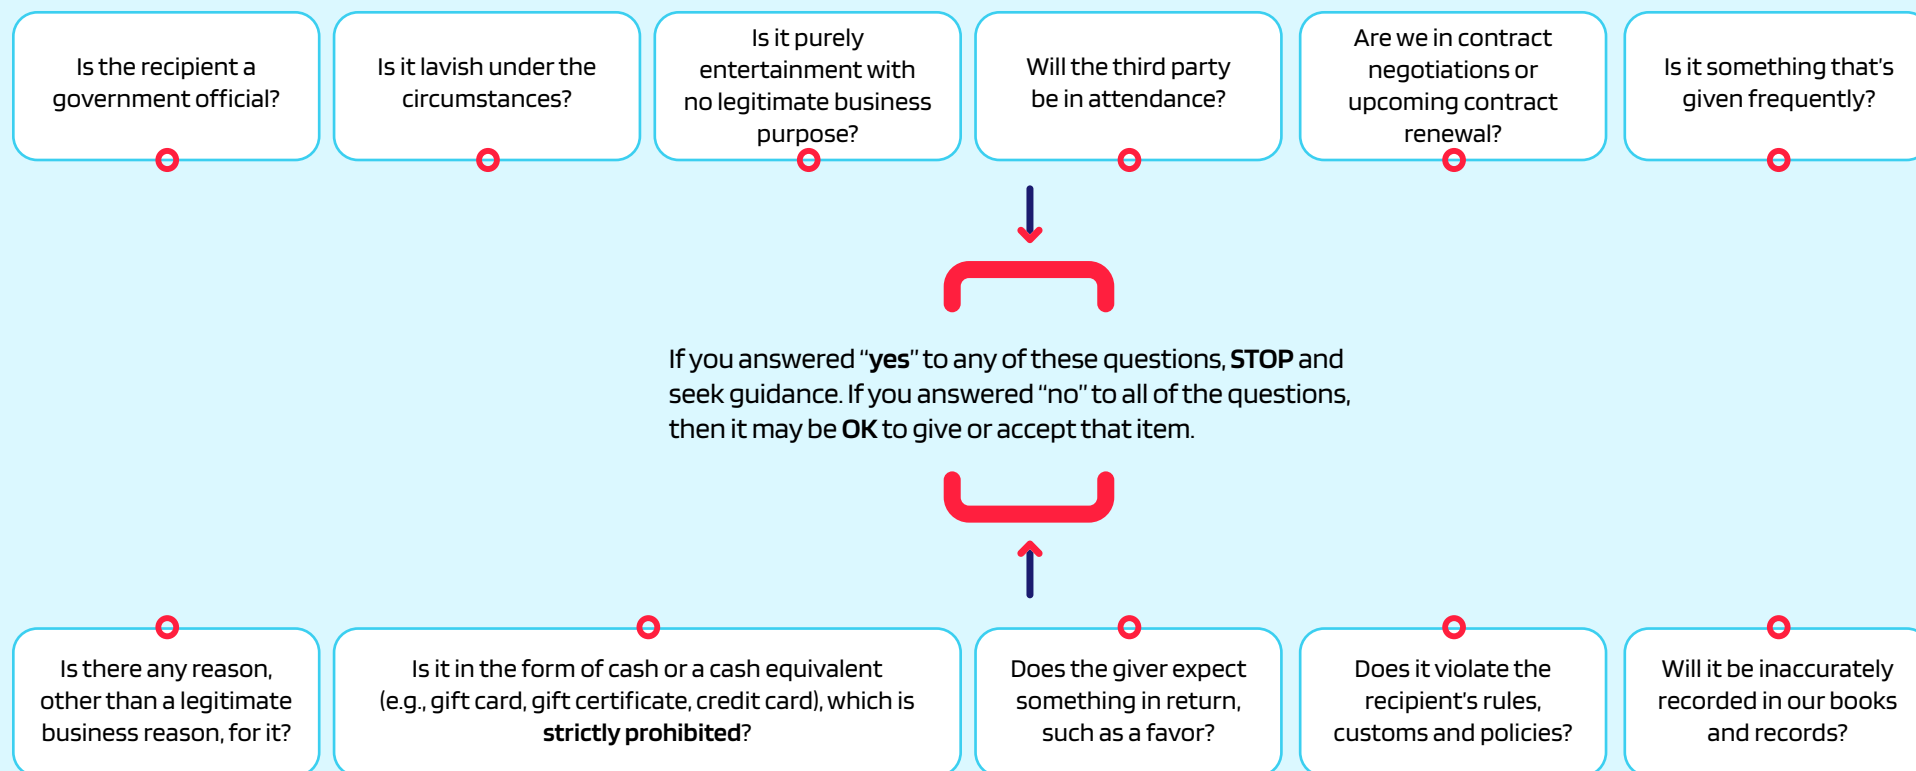 Is the recipient a
government official?
Is it lavish under the
circumstances?
Is it purely
entertainment with
no legitimate business
purpose?
Will the third party
be in attendance?
Are we in contract
negotiations or
upcoming contract
renewal?
Is it something that's
given frequently?
If you answered “yes” to any of these questions, STOP and
seek guidance. If you answered “no” to all of the questions,
then it may be OK to give or accept that item.
Is there any reason,
other than a legitimate
business reason, for it?
Is it in the form of cash or a cash equivalent
(e.g., gift card, gift certificate, credit card), which is
strictly prohibited?
Does the giver expect
something in return,
such as a favor?
Does it violate the
recipient's rules,
customs and policies?
Will it be inaccurately
recorded in our books
and records?